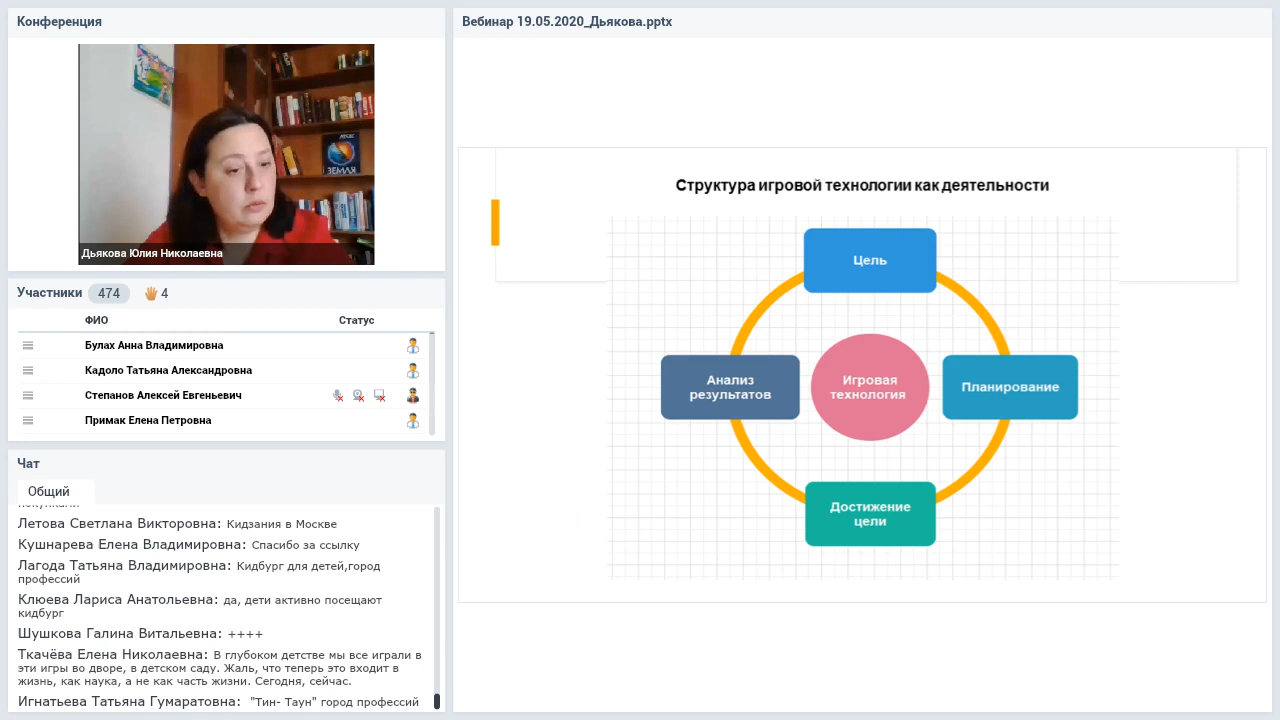 Конференция
АТЛАС
ЗЕМЛЯ
Дьякова Юлия Николаевна
Участники 474 4
ФИО Статус
Булах Анна Владимировна
Кадоло Татьяна Александровна
Степанов Алексей Евгеньевич
Примак Елена Петровна
Чат
Общий
Летова Светлана Викторовна: Кидзания в Москве
Кушнарева Елена Владимировна: Спасибо за ссылку
Лагода Татьяна Владимировна: Кидбург для детей,город
профессий
Клюева Лариса Анатольевна: да, дети активно посещают
кидбург
Шушкова Галина Витальевна: ++++
Ткачёва Елена Николаевна: В глубоком детстве мы все играли в
эти игры во дворе, в детском саду. Жаль, что теперь это входит в
жизнь, как наука, а не как часть жизни. Сегодня, сейчас.
Игнатьева Татьяна Гумаратовна: "Тин- Таун" город профессий
Вебинар 19.05.2020_Дьякова.pptx
Структура игровой технологии как деятельности
Цель
Анализ
результатов
Игровая
технология
Планирование
Достижение
цели